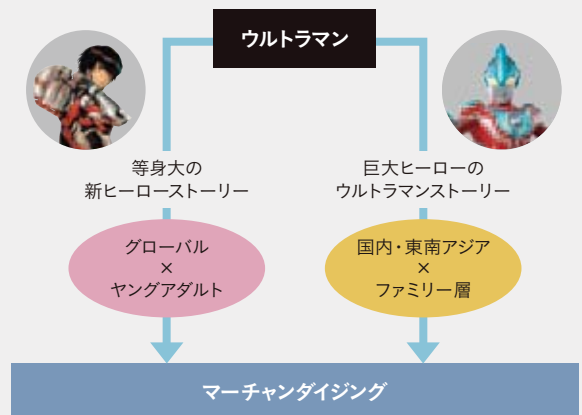 ウルトラマン
等身大の
新ヒーローストーリー
巨大ヒーローの
ウルトラマンストーリー
グローバル
×
ヤングアダルト
国内・東南アジア
×
ファミリー層
マーチャンダイジング